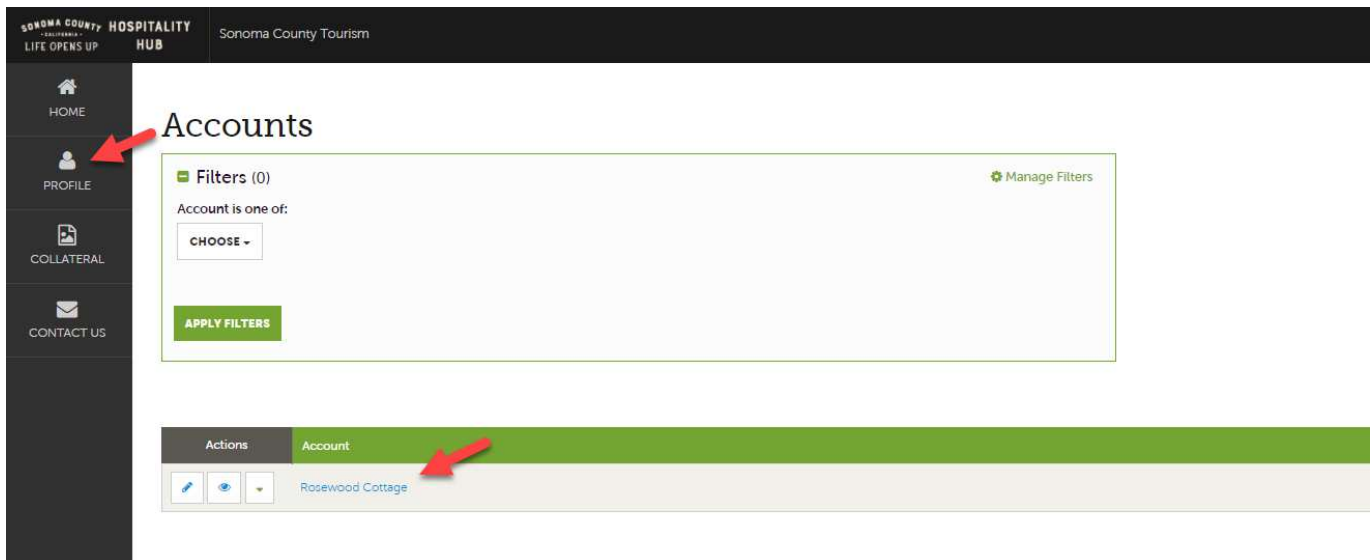 SONOMA COUNTY
-CALIFORNIA-
LIFE OPENS UP
HOSPITALITY
HUB
Sonoma County Tourism
HOME
PROFILE
COLLATERAL
CONTACT US
Accounts
Filters (0)
Manage Filters
Account is one of:
CHOOSE
APPLY FILTERS
Actions
Account
Rosewood Cottage